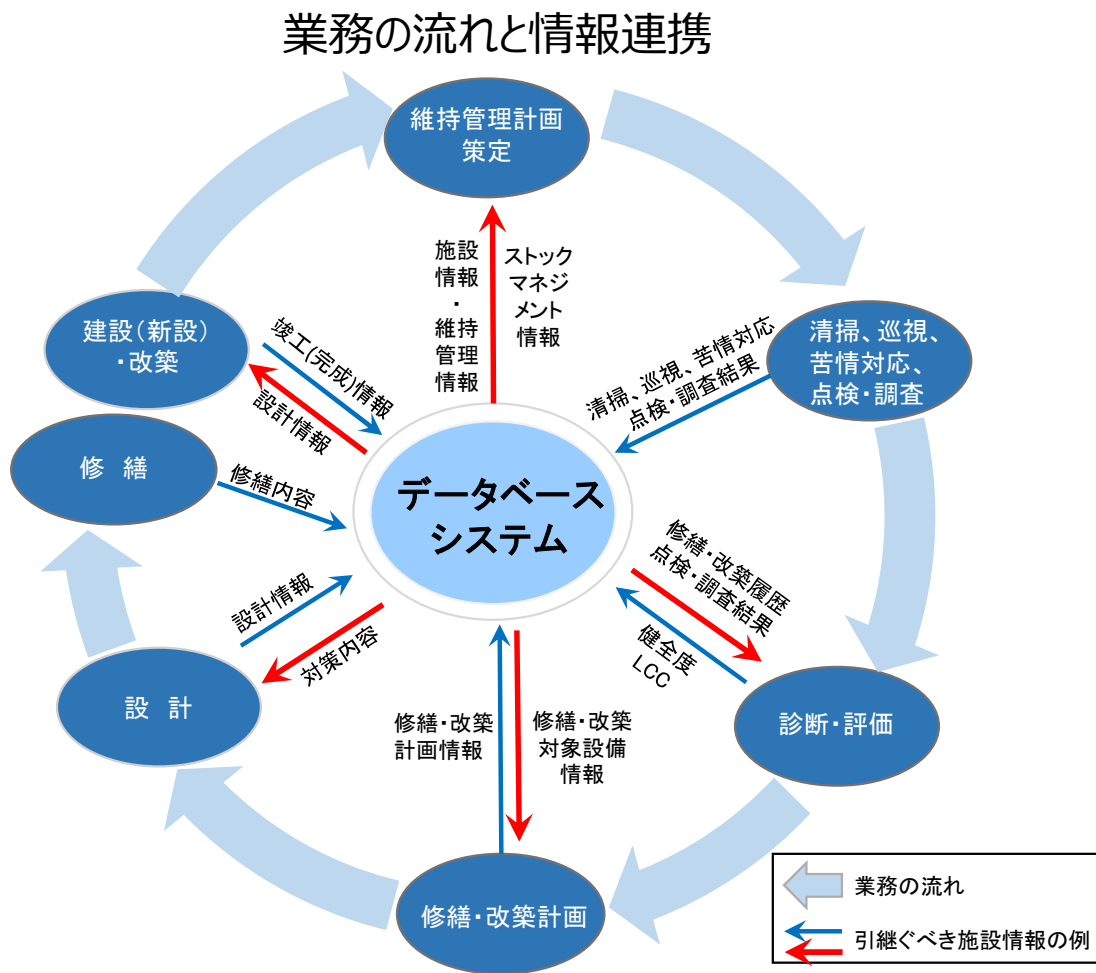 業務の流れと情報連携
維持管理計画
策定
施設
情報
・
維持
管理
情報
ストック
マネジ
メント
情報
清掃、巡視、
苦情対応、
点検・調査
清掃、巡視、苦情対応
点検・調査結果
建設（新設）
・改築
竣工(完成)情報
設計情報
修　繕
修繕内容
データベース
システム
修繕・改築履歴
点検・調査結果
健全度
LCC
診断・評価
設計情報
対策内容
設　計
修繕・改築
計画情報
修繕・改築
対象設備
情報
修繕・改築計画
業務の流れ
引継ぐべき施設情報の例